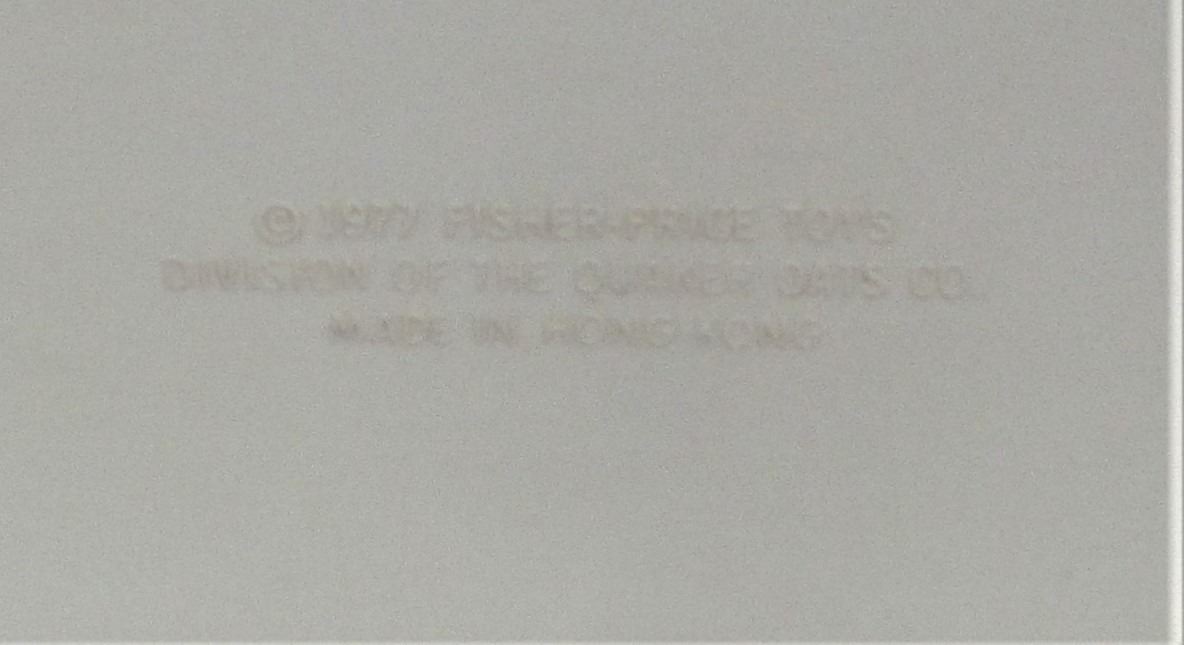 © 1977 FISHER-PRICE TOYS
DIVISION OF THE QUAKER OATS CO.
MADE IN HONG KONG